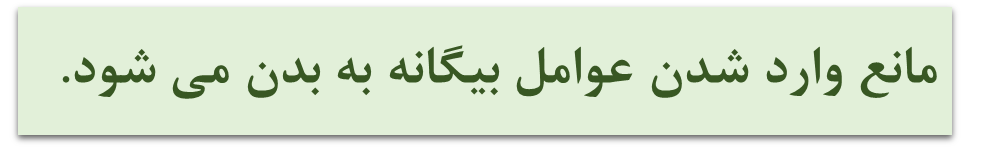 مانع وارد شدن عوامل بیگانه به بدن می شود.